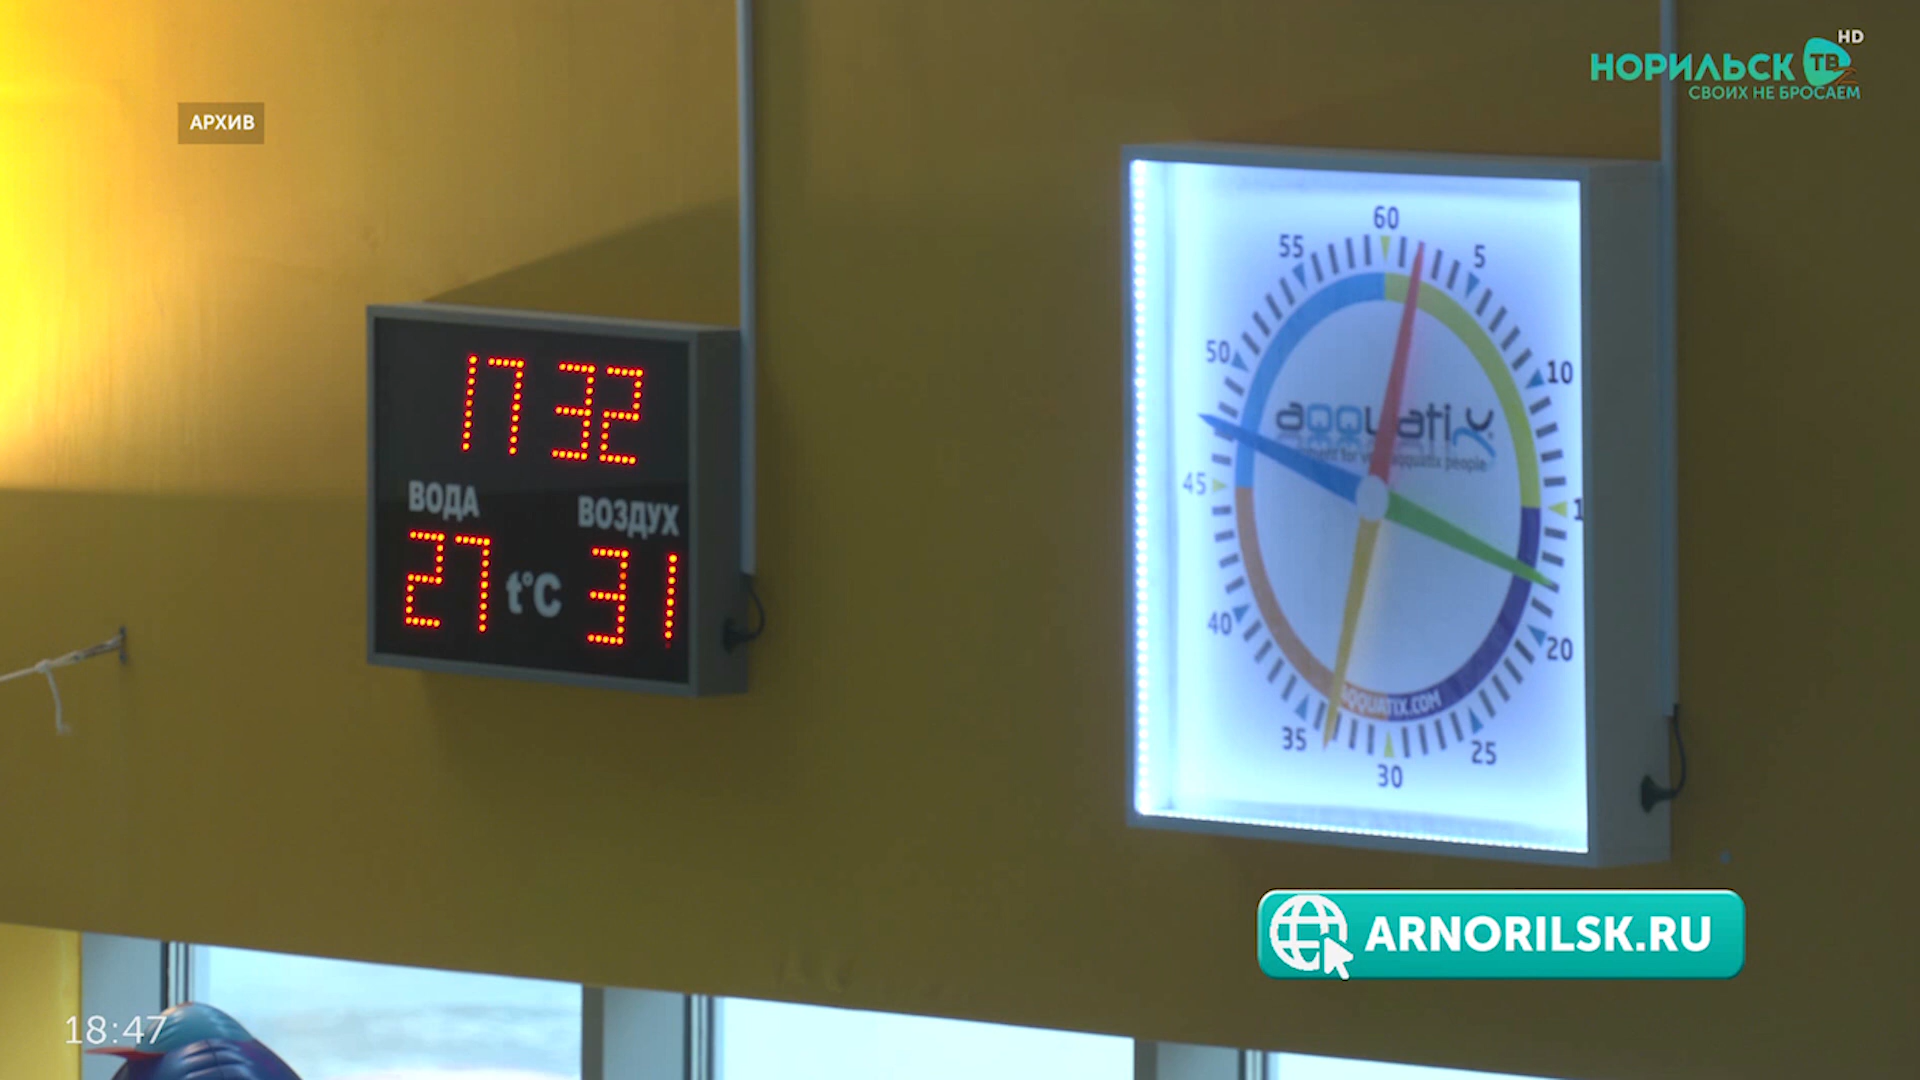 НОРИЛЬСК ТВ HD
СВОИХ НЕ БРОСАЕМ
АРХИВ
17 32
ВОДА ВОЗДУХ
27 t°C 31
60
55 5
50 10
aqquatix
people
45
40 20
AQQUATIX.COM
35 25
30
ARNORILSK.RU
18:47